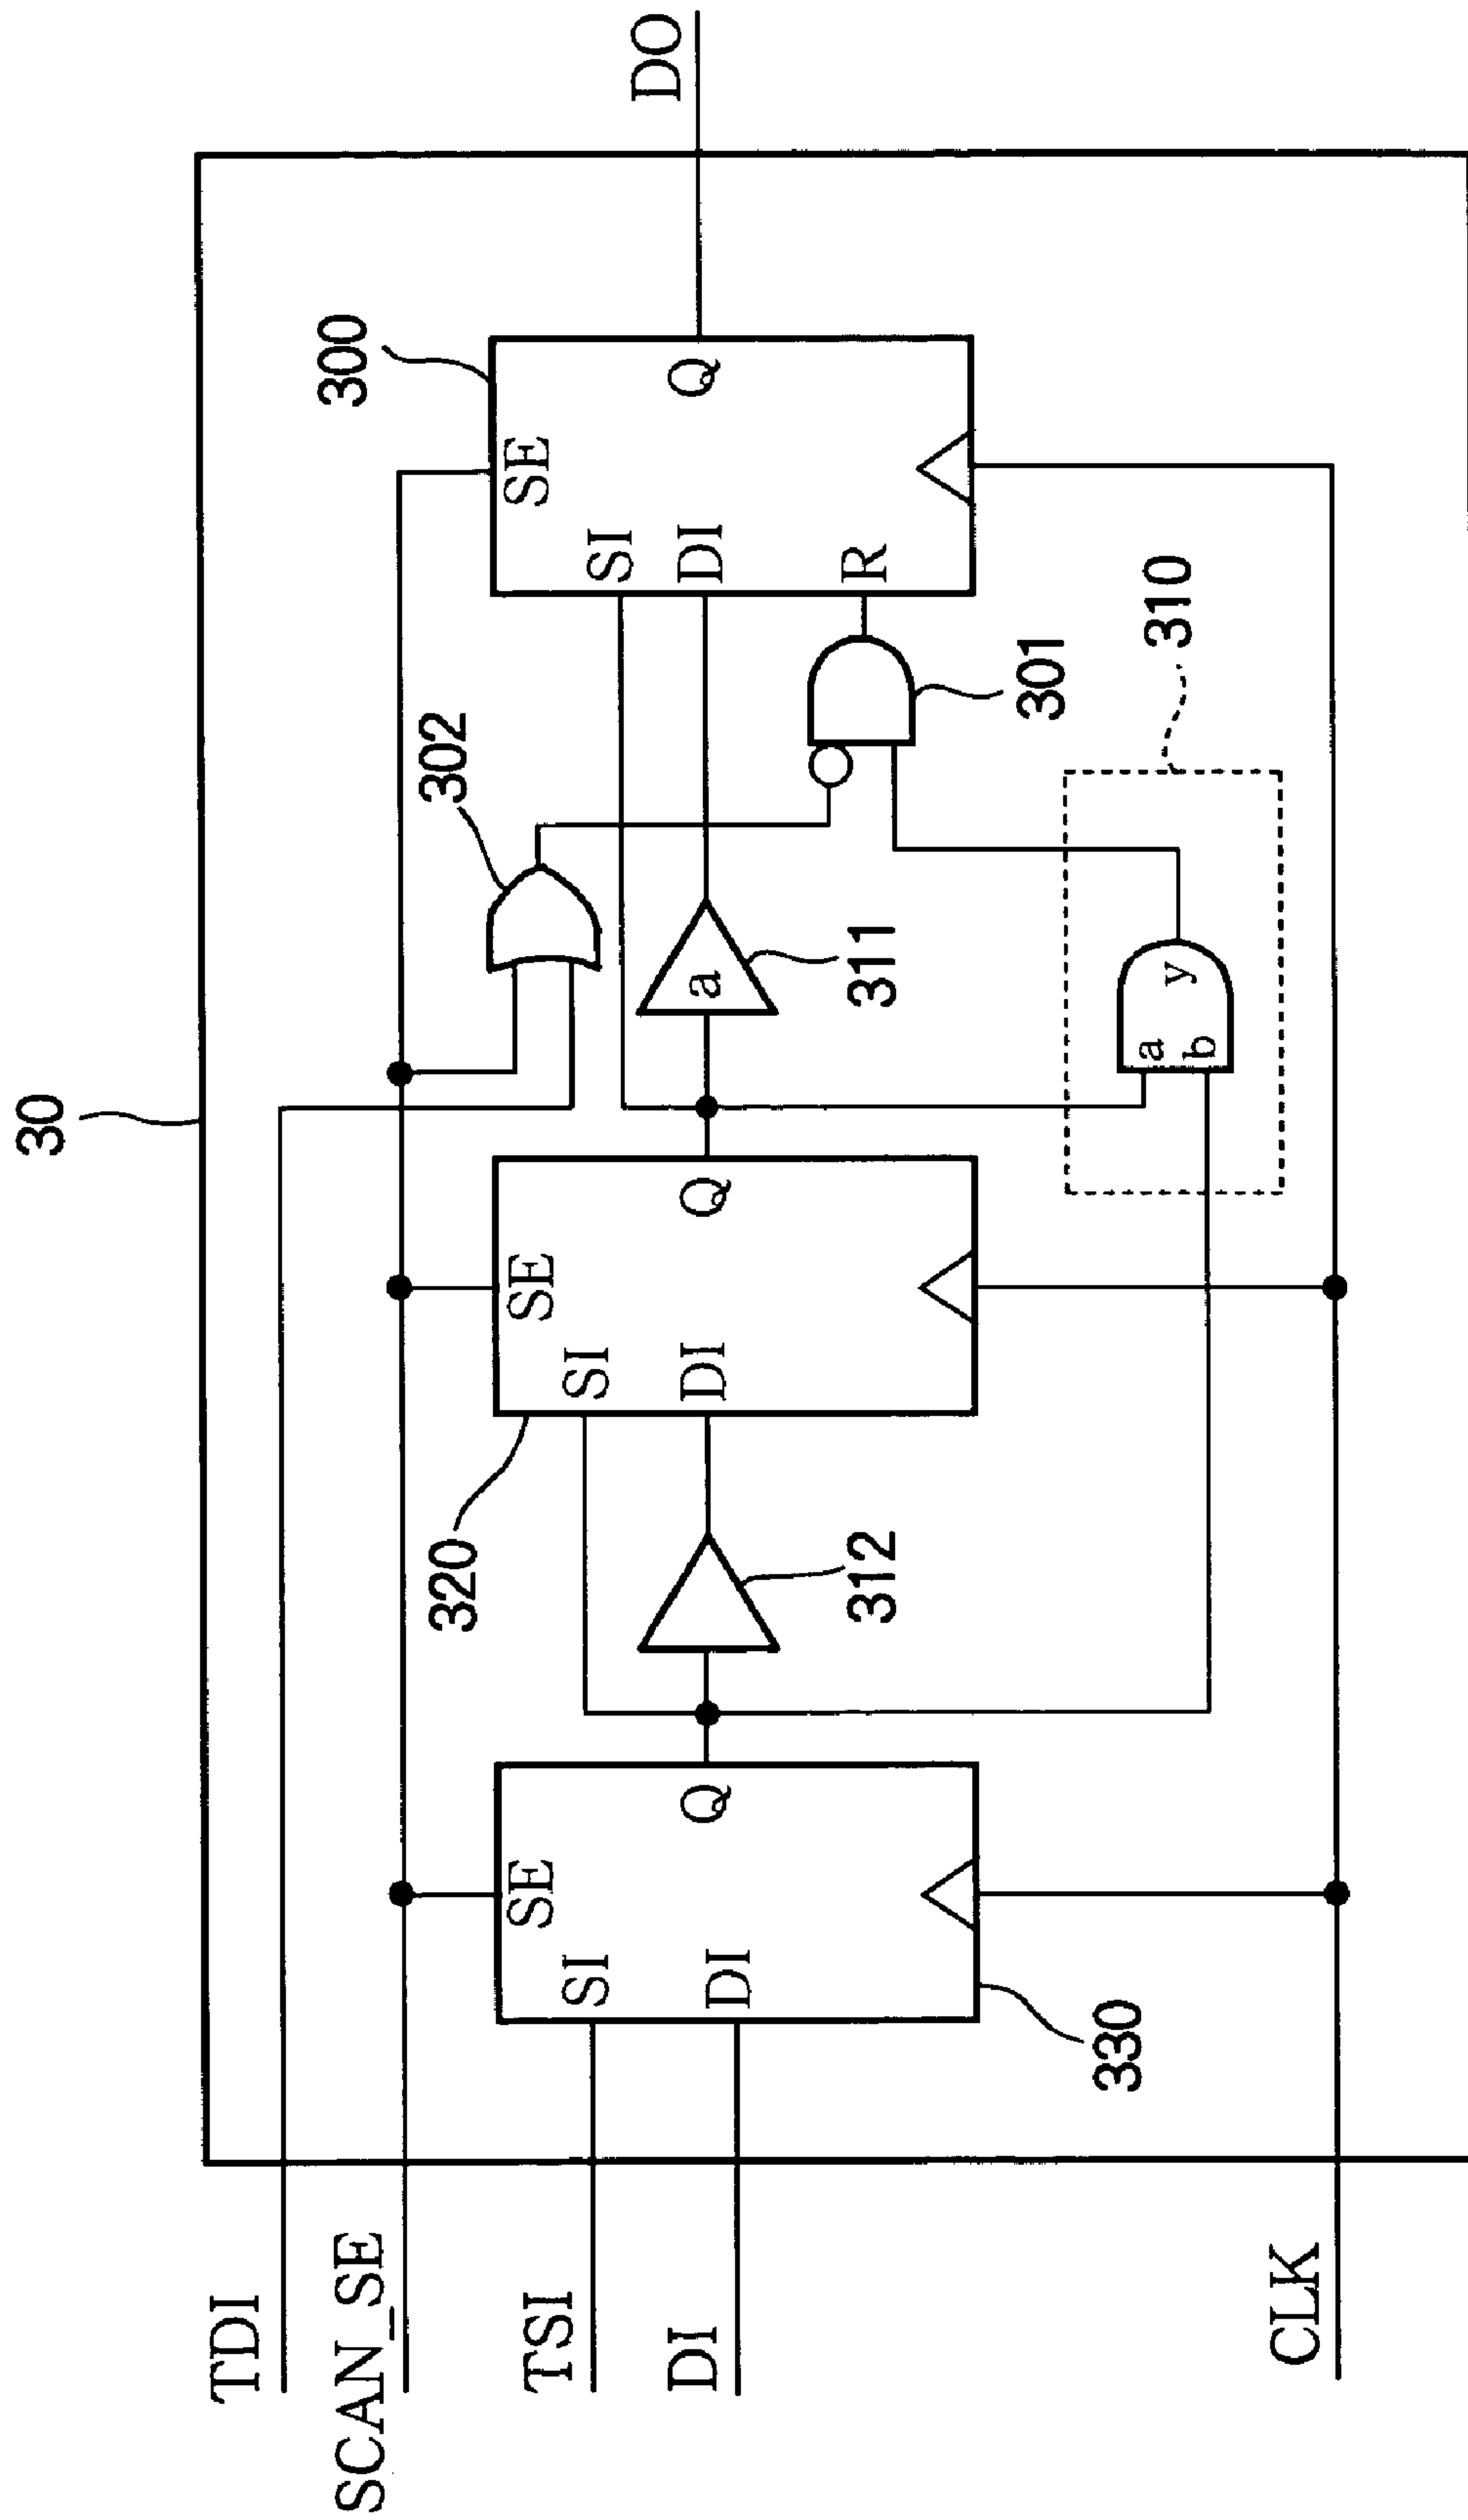 30
TDI
SCAN_SE
TSI
DI
CLK
330
SE
SI
DI
Q
312
320
SE
SI
DI
Q
302
a
311
301
310
a
b
y
300
SE
SI
DI
R
Q
DO